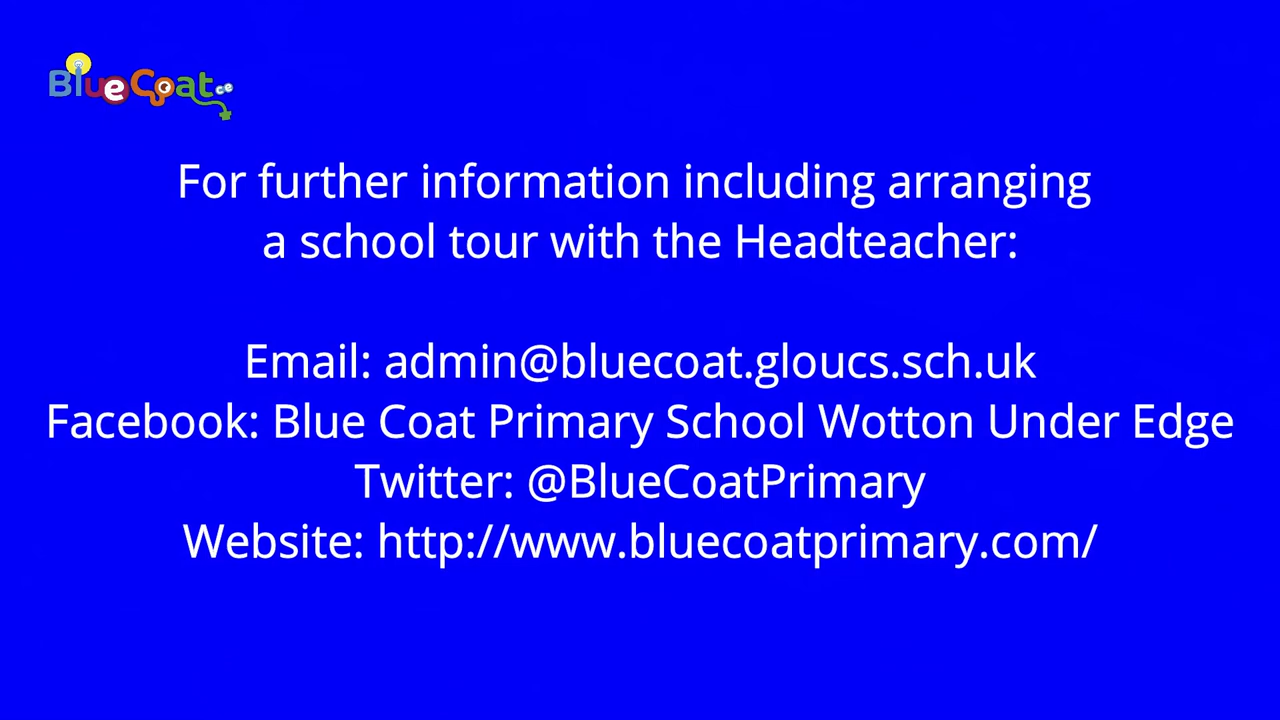 BlueCoat ce
For further information including arranging
a school tour with the Headteacher:
Email: admin@bluecoat.gloucs.sch.uk
Facebook: Blue Coat Primary School Wotton Under Edge
Twitter: @BlueCoatPrimary
Website: http://www.bluecoatprimary.com/